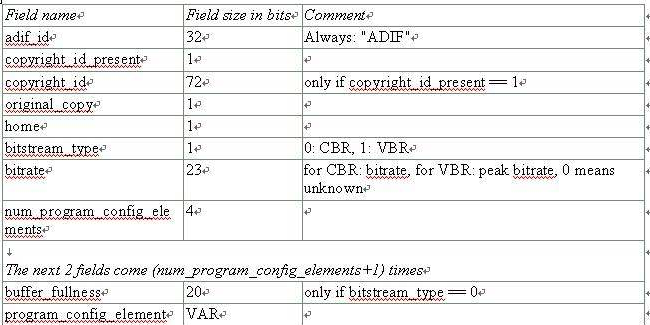 Field name Field size in bits Comment
adif_id 32 Always: "ADIF"
copyright_id_present 1
copyright_id 72 only if copyright_id_present == 1
original_copy 1
home 1
bitstream_type 1 0: CBR, 1: VBR
bitrate 23 for CBR: bitrate, for VBR: peak bitrate, 0 means
unknown
num_program_config_ele 4
ments
The next 2 fields come (num_program_config_elements+1) times
buffer_fullness 20 only if bitstream_type == 0
program_config_element VAR